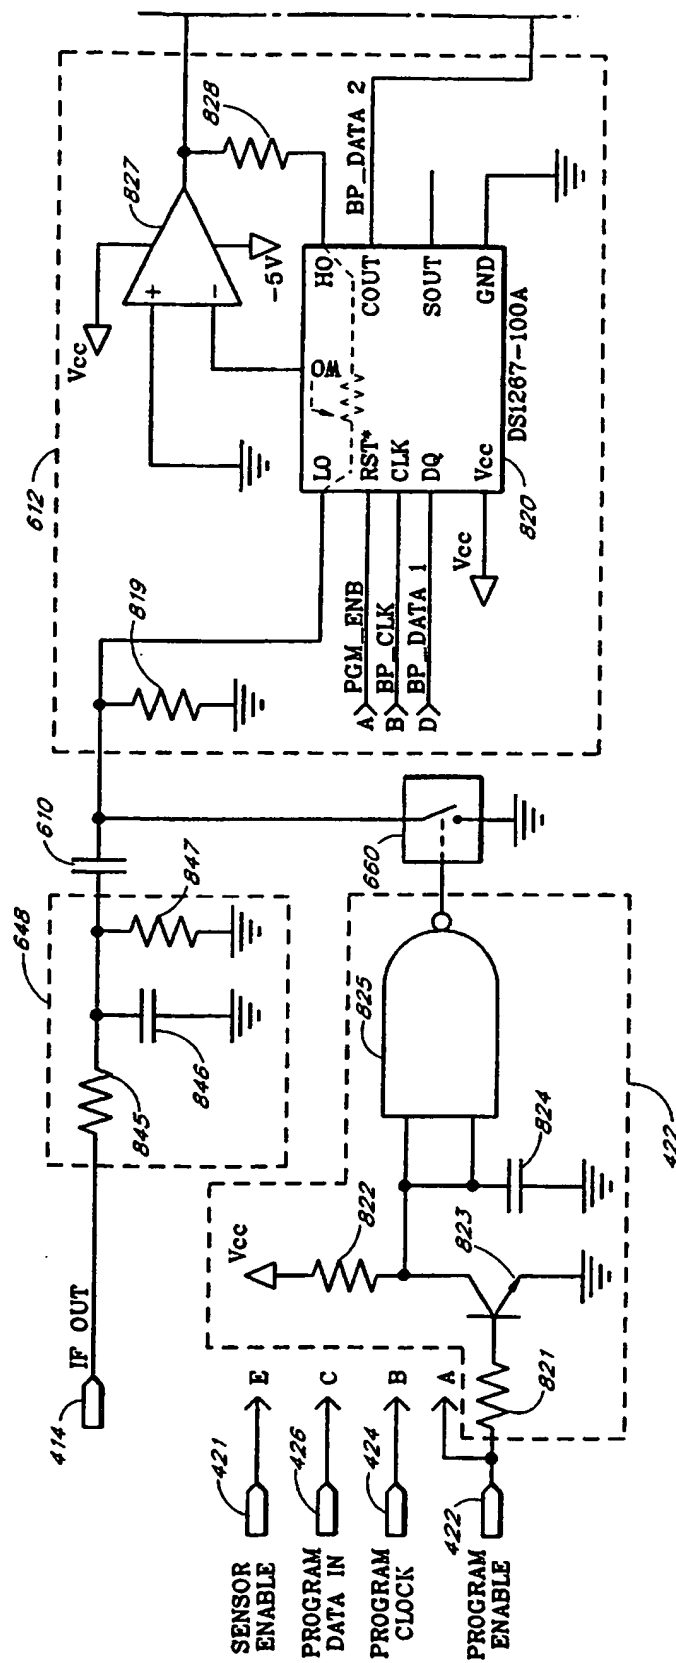 414
IF OUT
648
845
846
847
610
612
819
Vcc
827
+
−
-5V
828
LO
WO
HO
RST*
CLK
DQ
Vcc
COUT
SOUT
GND
DS1267-100A
820
A
PGM_ENB
B
BP_CLK
D
BP_DATA 1
Vcc
BP_DATA 2
660
SENSOR
ENABLE
421
E
PROGRAM
DATA IN
426
C
PROGRAM
CLOCK
424
B
PROGRAM
ENABLE
422
A
821
Vcc
822
823
824
825
422